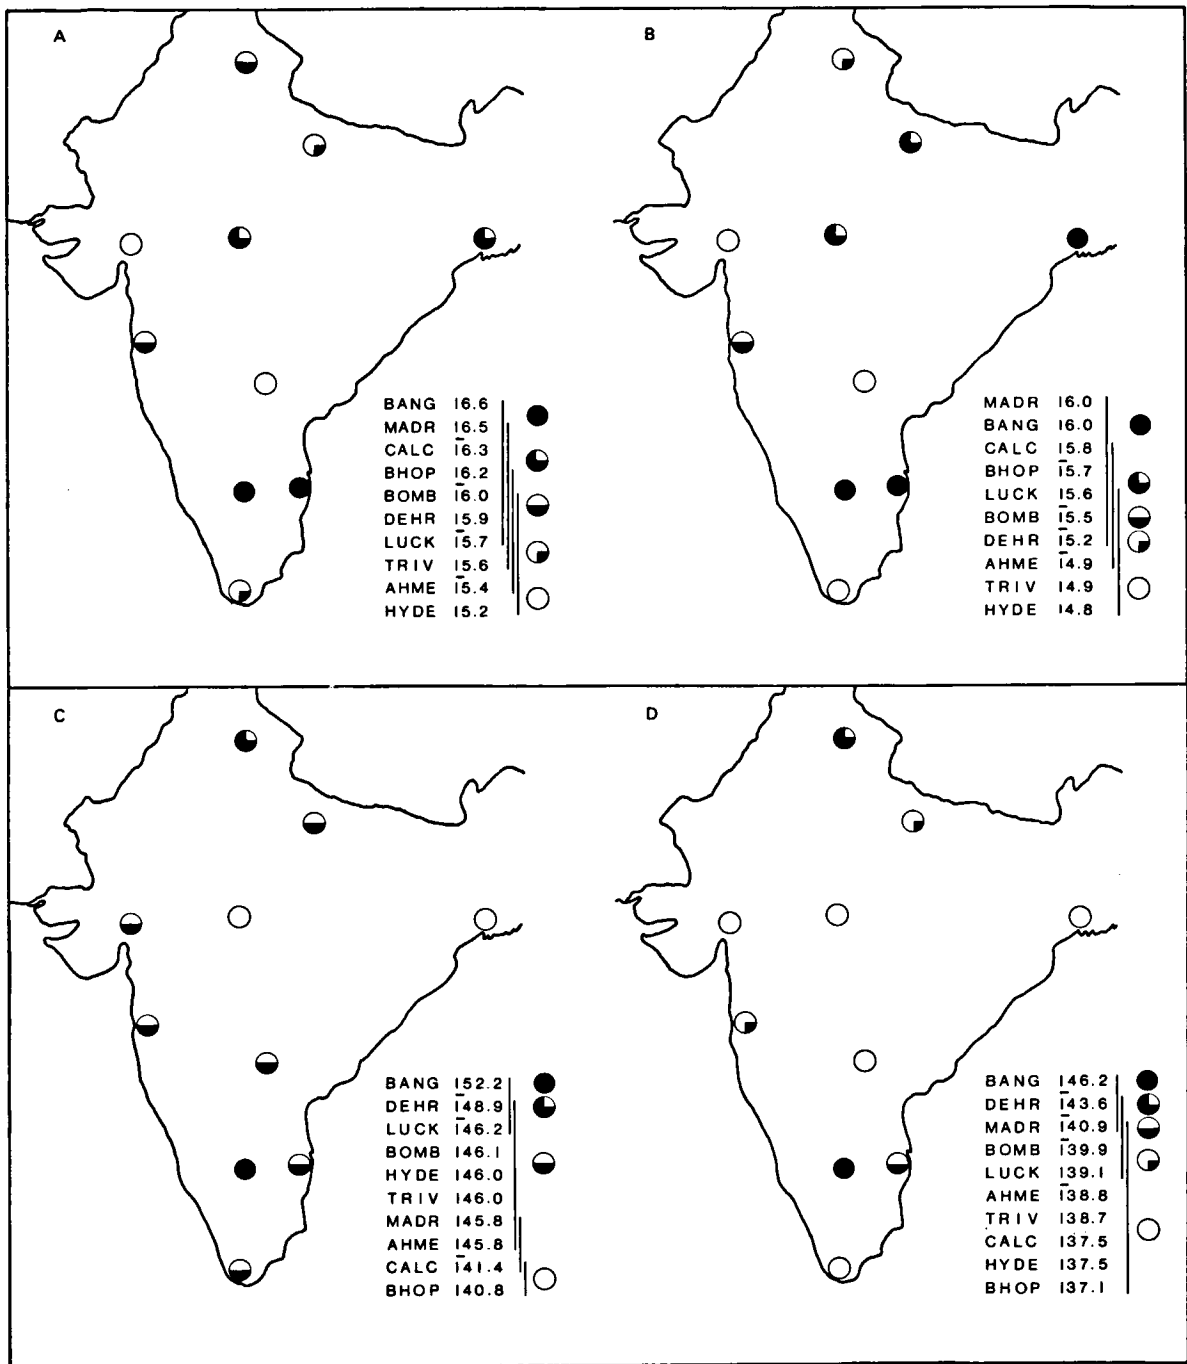 A
BANG 16.6
MADR 16.5
CALC 16.3
BHOP 16.2
BOMB 16.0
DEHR 15.9
LUCK 15.7
TRIV 15.6
AHME 15.4
HYDE 15.2
B
MADR 16.0
BANG 16.0
CALC 15.8
BHOP 15.7
LUCK 15.6
BOMB 15.5
DEHR 15.2
AHME 14.9
TRIV 14.9
HYDE 14.8
C
BANG 152.2
DEHR 148.9
LUCK 146.2
BOMB 146.1
HYDE 146.0
TRIV 146.0
MADR 145.8
AHME 145.8
CALC 141.4
BHOP 140.8
D
BANG 146.2
DEHR 143.6
MADR 140.9
BOMB 139.9
LUCK 139.1
AHME 138.8
TRIV 138.7
CALC 137.5
HYDE 137.5
BHOP 137.1